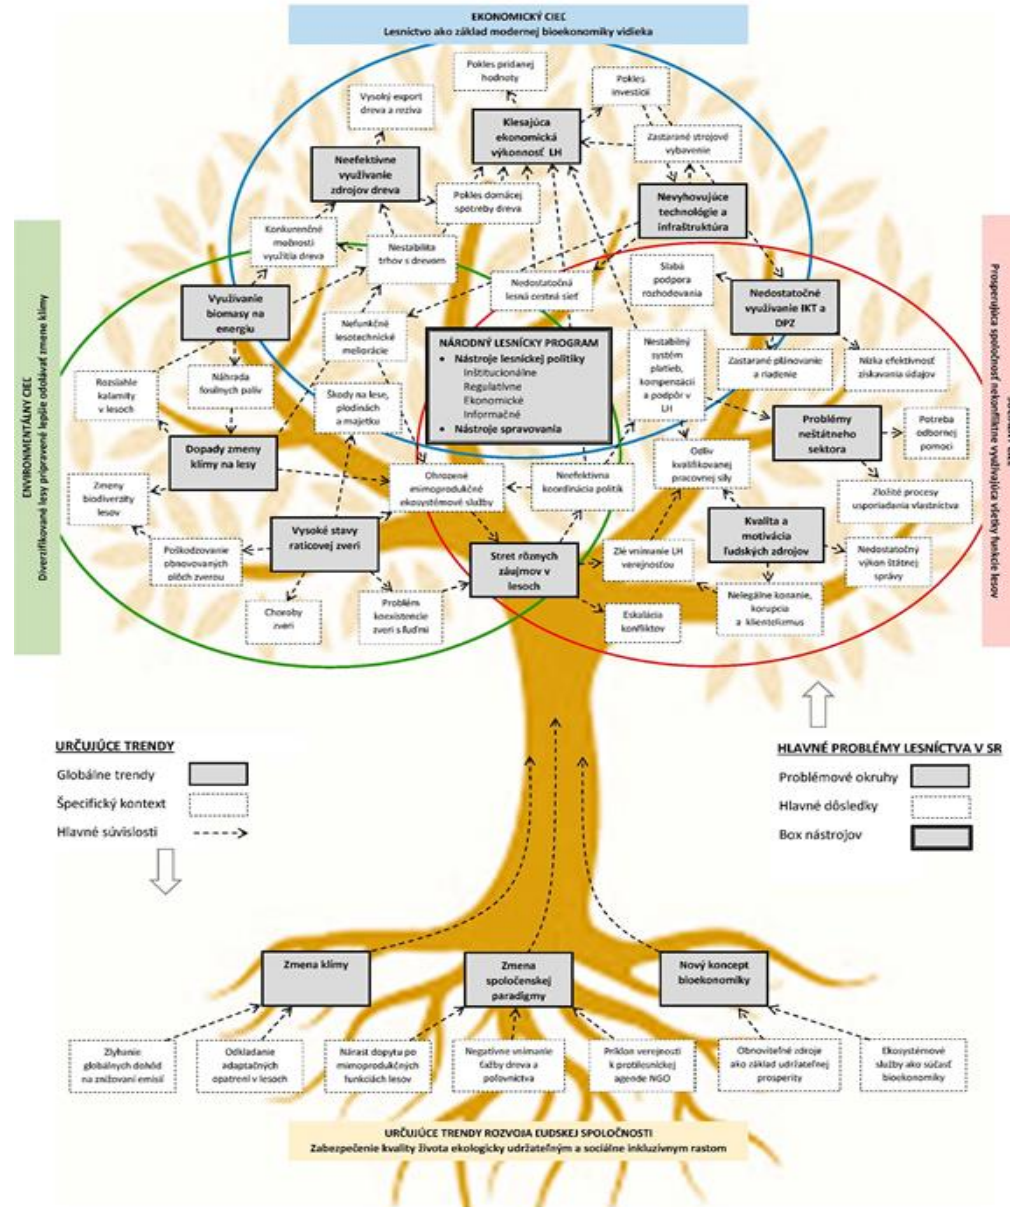 EKONOMICKÝ CIEĽ
Lesníctvo ako základ modernej bioekonomiky vidieka
Pokles pridanej
hodnoty
Pokles
investícií
Vysoký export
dreva a reziva
Klesajúca
ekonomická
výkonnosť LH
Zastarané strojové
vybavenie
Neefektívne
využívanie
zdrojov dreva
Pokles domácej
spotreby dreva
Nevyhovujúce
technológie a
infraštruktúra
Konkurenčné
možnosti
využitia dreva
Nestabilita
trhov s drevom
Slabá
podpora
rozhodovania
Nedostatočná
lesná cestná sieť
Využívanie
biomasy na
energiu
Nedostatočné
využívanie IKT a
DPZ
Nefunkčné
lesotechnické
meliorácie
NÁRODNÝ LESNÍCKY PROGRAM
• Nástroje lesníckej politiky
Inštitucionálne
Regulatívne
Ekonomické
Informačné
• Nástroje spravovania
Nestabilný
systém
platieb,
kompenzácií
a podpôr v
LH
Zastarané plánovanie
a riadenie
Nízka efektívnosť
získavania údajov
Rozsiahle
kalamity
v lesoch
Náhrada
fosílnych palív
Škody na lese,
plodinách
a majetku
Dopady zmeny
klímy na lesy
Problémy
neštátneho
sektora
Potreba
odbornej
pomoci
Odliv
kvalifikovanej
pracovnej sily
Ohrozené
mimoprodukčné
ekosystémové služby
Neefektívna
koordinácia politík
Zmeny
biodiverzity
lesov
Zložité procesy
usporiadania vlastníctva
Vysoké stavy
raticovej zveri
Kvalita a
motivácia
ľudských zdrojov
Poškodzovanie
obnovovaných
plôch zverou
Stret rôznych
záujmov v
lesoch
Zlé vnímanie LH
verejnosťou
Nedostatočný
výkon štátnej
správy
Choroby
zveri
Problém
koexistencie
zveri s ľuďmi
Eskalácia
konfliktov
Nelegálne konanie,
korupcia
a klientelizmus
ENVIRONMENTÁLNY CIEĽ
Diverzifikované lesy pripravené lepšie odolávať zmene klímy
Prosperujúca spoločnosť nekonfliktne využívajúca všetky funkcie lesov
URČUJÚCE TRENDY
Globálne trendy
Špecifický kontext
Hlavné súvislosti
HLAVNÉ PROBLÉMY LESNÍCTVA V SR
Problémové okruhy
Hlavné dôsledky
Box nástrojov
Zmena klímy
Zmena
spoločenskej
paradigmy
Nový koncept
bioekonomiky
Zlyhanie
globálnych dohôd
na znižovaní emisií
Odkladanie
adaptačných
opatrení v lesoch
Nárast dopytu po
mimoprodukčných
funkciách lesov
Negatívne vnímanie
ťažby dreva a
poľovníctva
Príklon verejnosti
k protilesníckej
agende NGO
Obnoviteľné zdroje
ako základ udržateľnej
prosperity
Ekosystémové
služby ako súčasť
bioekonomiky
URČUJÚCE TRENDY ROZVOJA ĽUDSKEJ SPOLOČNOSTI
Zabezpečenie kvality života ekologicky udržateľným a sociálne inkluzívnym rastom